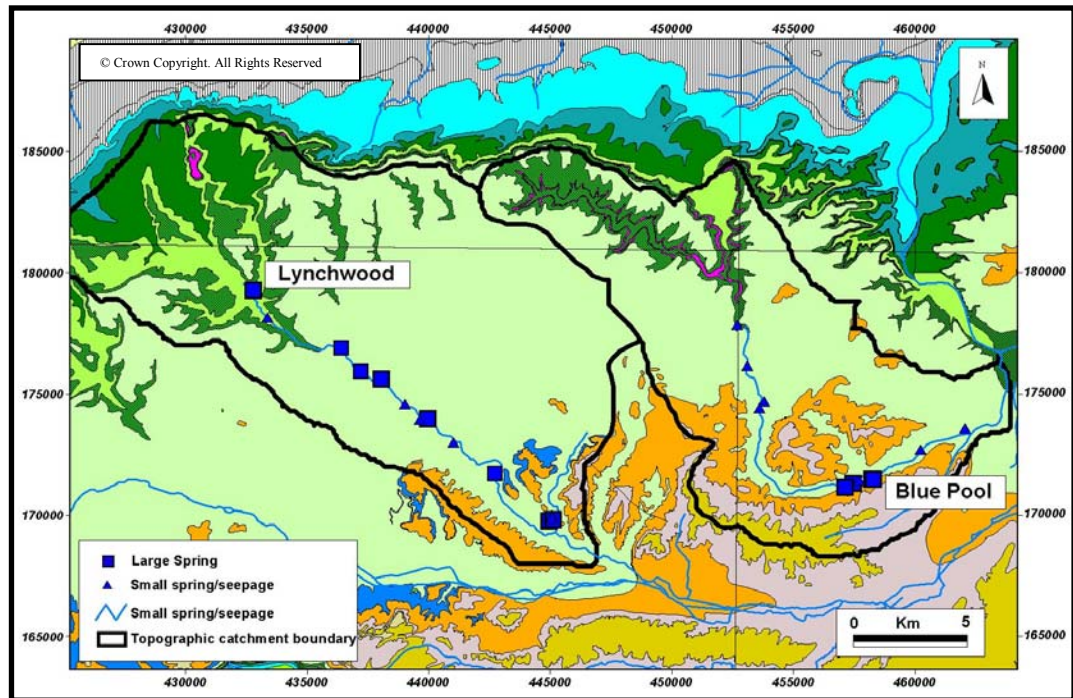 430000 435000 440000 445000 450000 455000 460000
© Crown Copyright. All Rights Reserved
N
185000 185000
180000 180000
Lynchwood
175000 175000
Blue Pool
170000 170000
Large Spring
Small spring/seepage
Small spring/seepage
Topographic catchment boundary
Km
0 5
165000 165000
430000 435000 440000 445000 450000 455000 460000